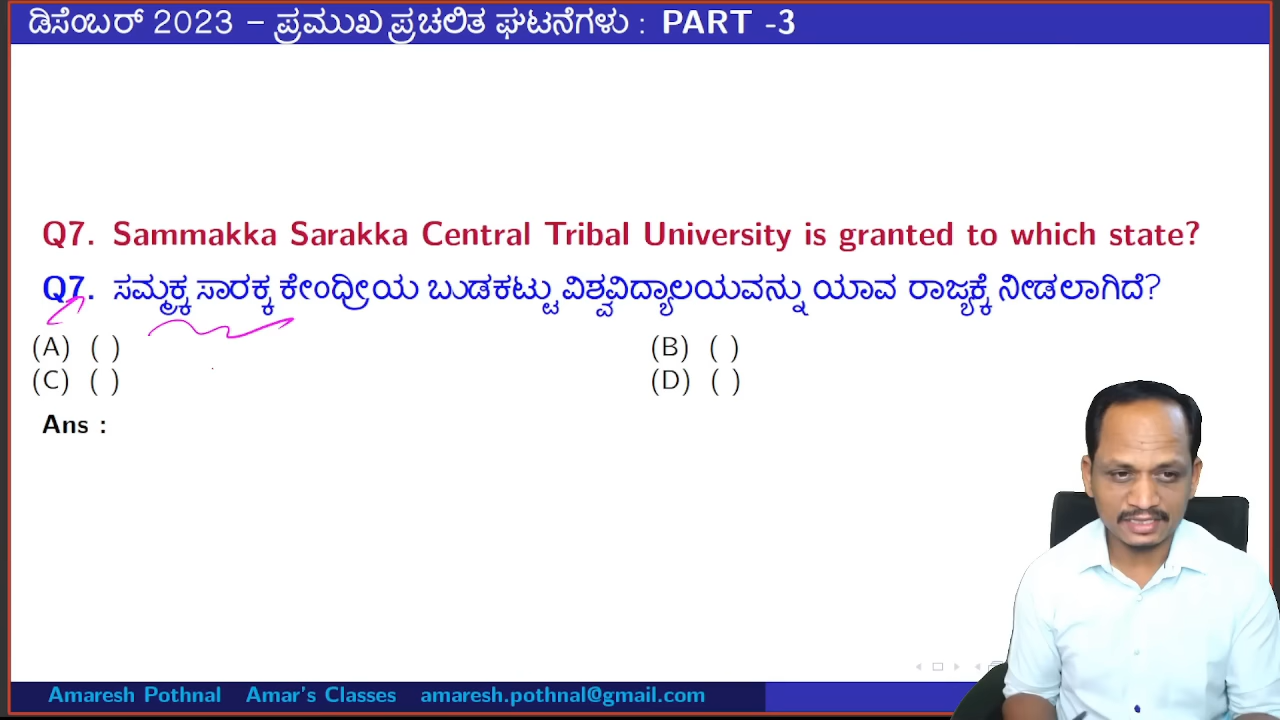 ಡಿಸೆಂಬರ್ 2023 – ಪ್ರಮುಖ ಪ್ರಚಲಿತ ಘಟನೆಗಳು : PART -3
Q7. Sammakka Sarakka Central Tribal University is granted to which state?
Q7. ಸಮ್ಮಕ್ಕ ಸಾರಕ್ಕ ಕೇಂದ್ರೀಯ ಬುಡಕಟ್ಟು ವಿಶ್ವವಿದ್ಯಾಲಯವನ್ನು ಯಾವ ರಾಜ್ಯಕ್ಕೆ ನೀಡಲಾಗಿದೆ?
(A) ( ) (B) ( )
(C) ( ) (D) ( )
Ans :
Amaresh Pothnal Amar's Classes amaresh.pothnal@gmail.com